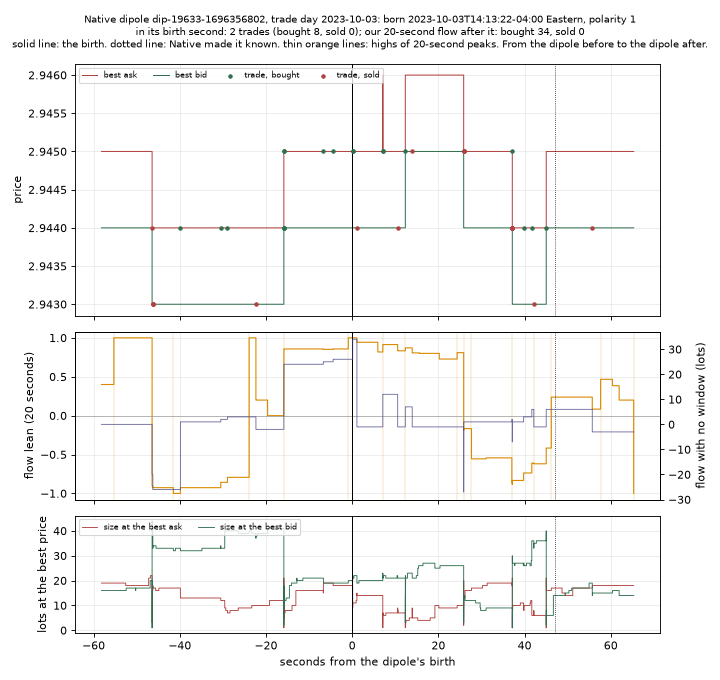 Native dipole dip-19633-1696356802, trade day 2023-10-03: born 2023-10-03T14:13:22-04:00 Eastern, polarity 1
in its birth second: 2 trades (bought 8, sold 0); our 20-second flow after it: bought 34, sold 0
solid line: the birth. dotted line: Native made it known. thin orange lines: highs of 20-second peaks. From the dipole before to the dipole after.
best ask
best bid
trade, bought
trade, sold
2.9460
2.9450
2.9445
2.9440
2.9435
2.9430
price
1.0
0.5
0.0
−0.5
−1.0
flow lean (20 seconds)
30
20
10
0
−10
−20
−30
flow with no window (lots)
size at the best ask
size at the best bid
40
30
20
10
0
lots at the best price
−60
−40
−20
0
20
40
60
seconds from the dipole's birth